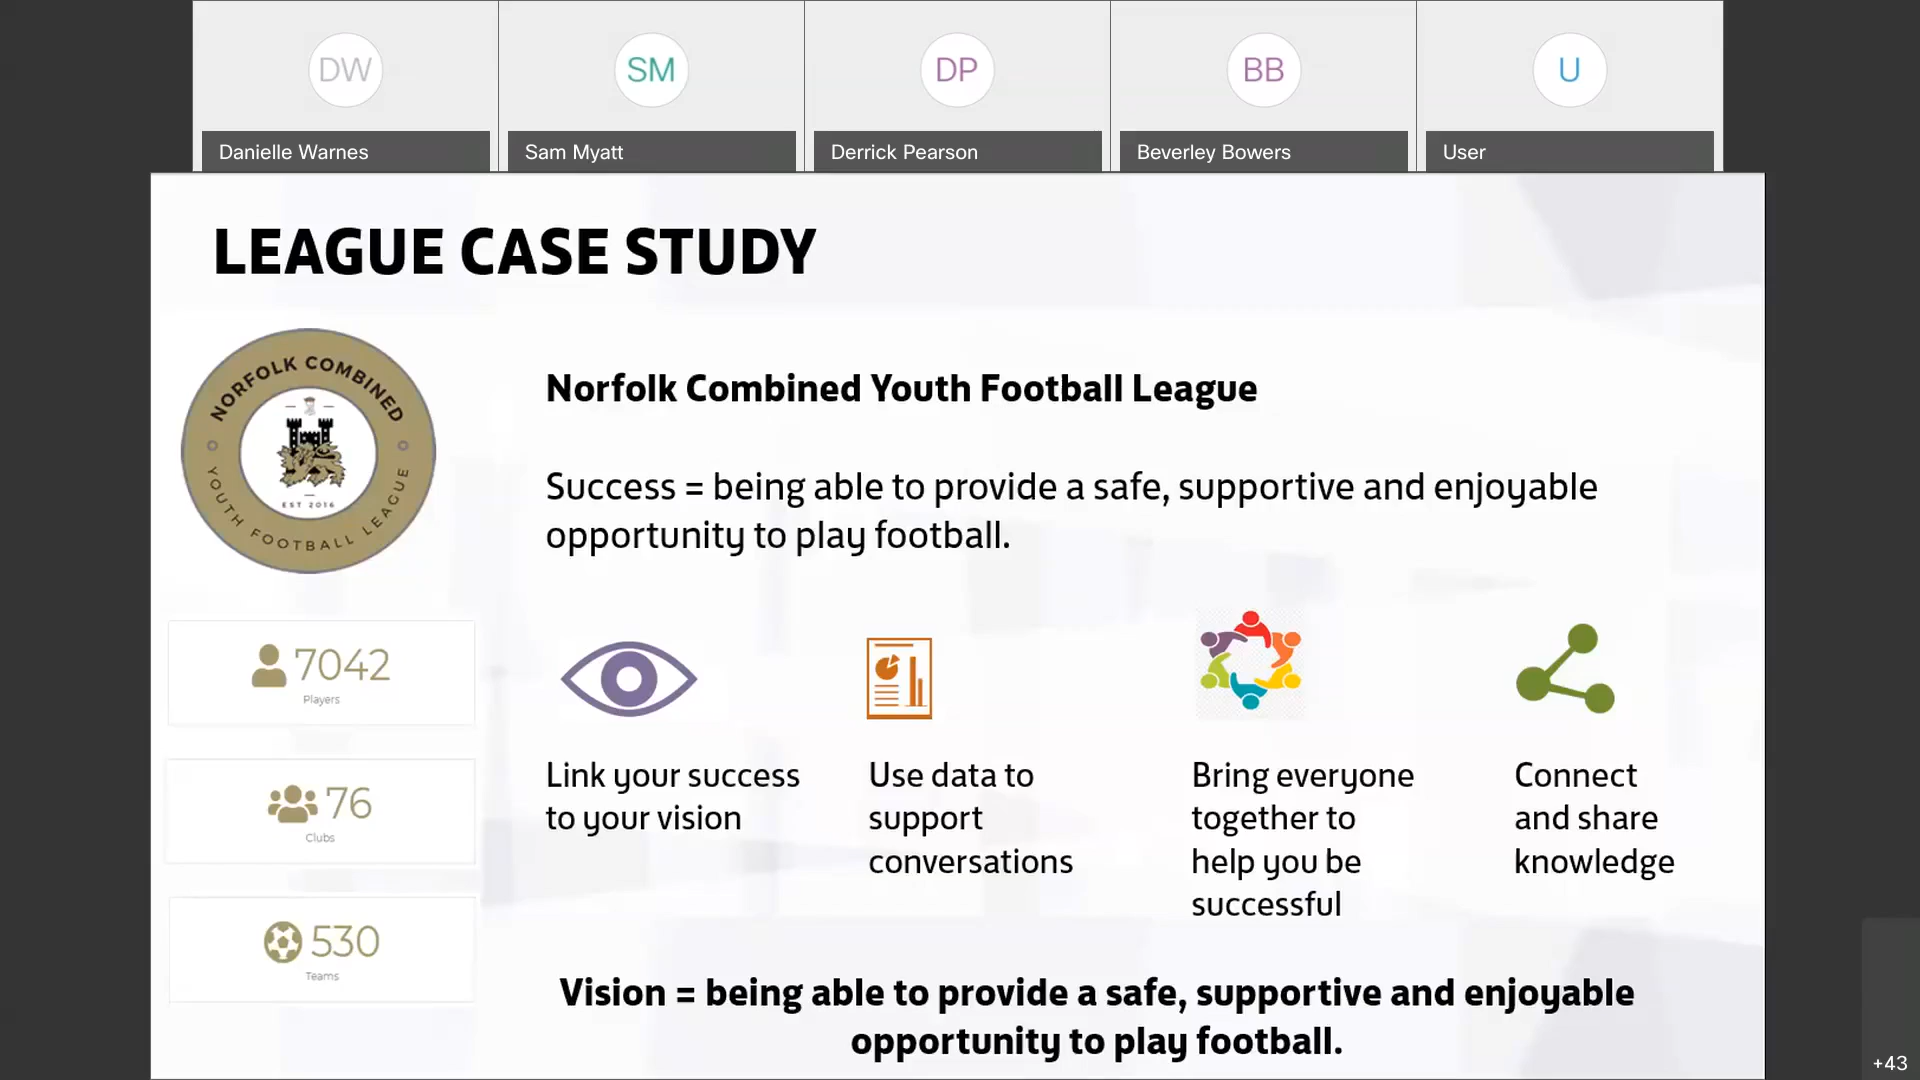 DW
SM
DP
BB
U
Danielle Warnes
Sam Myatt
Derrick Pearson
Beverley Bowers
User
LEAGUE CASE STUDY
NORFOLK COMBINED
EST 2016
YOUTH FOOTBALL LEAGUE
Norfolk Combined Youth Football League
Success = being able to provide a safe, supportive and enjoyable
opportunity to play football.
7042
Players
76
Clubs
530
Teams
Link your success
to your vision
Use data to
support
conversations
Bring everyone
together to
help you be
successful
Connect
and share
knowledge
Vision = being able to provide a safe, supportive and enjoyable
opportunity to play football.
+43